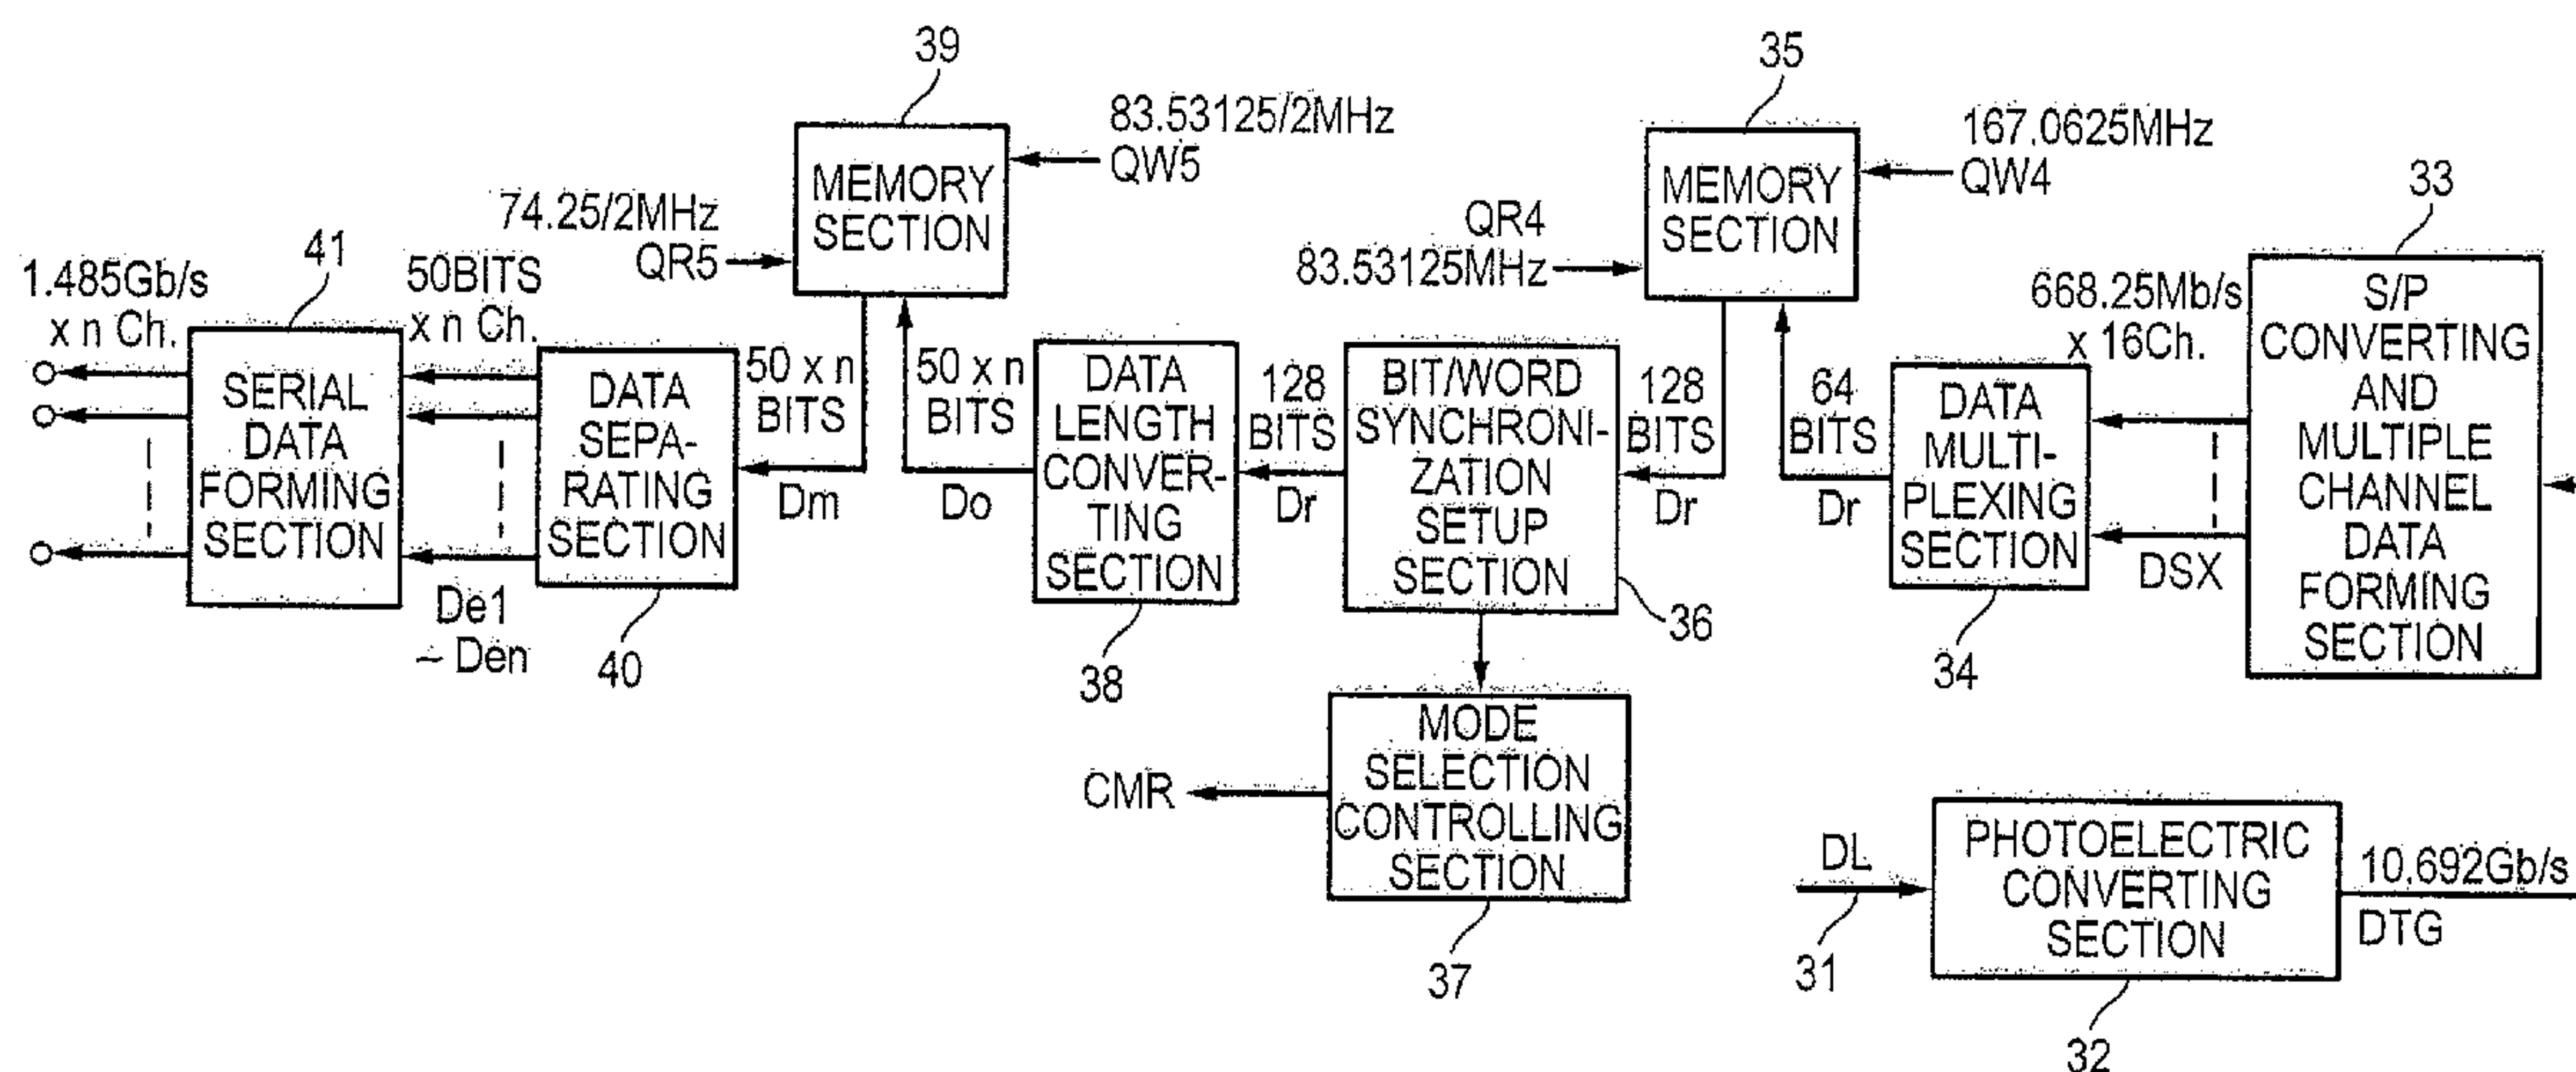 39
35
83.53125/2MHz
QW5
167.0625MHz
QW4
MEMORY
SECTION
MEMORY
SECTION
33
74.25/2MHz
QR5
QR4
83.53125MHz
41
1.485Gb/s
x n Ch.
50BITS
x n Ch.
668.25Mb/s
x 16Ch.
S/P
CONVERTING
AND
MULTIPLE
CHANNEL
DATA
FORMING
SECTION
SERIAL
DATA
FORMING
SECTION
DATA
SEPA-
RATING
SECTION
50 x n
BITS
50 x n
BITS
DATA
LENGTH
CONVER-
TING
SECTION
128
BITS
BIT/WORD
SYNCHRONI-
ZATION
SETUP
SECTION
128
BITS
64
BITS
DATA
MULTI-
PLEXING
SECTION
Dm
Do
Dr
Dr
Dr
DSX
De1
~ Den
40
38
36
34
MODE
SELECTION
CONTROLLING
SECTION
CMR
37
DL
31
PHOTOELECTRIC
CONVERTING
SECTION
10.692Gb/s
DTG
32